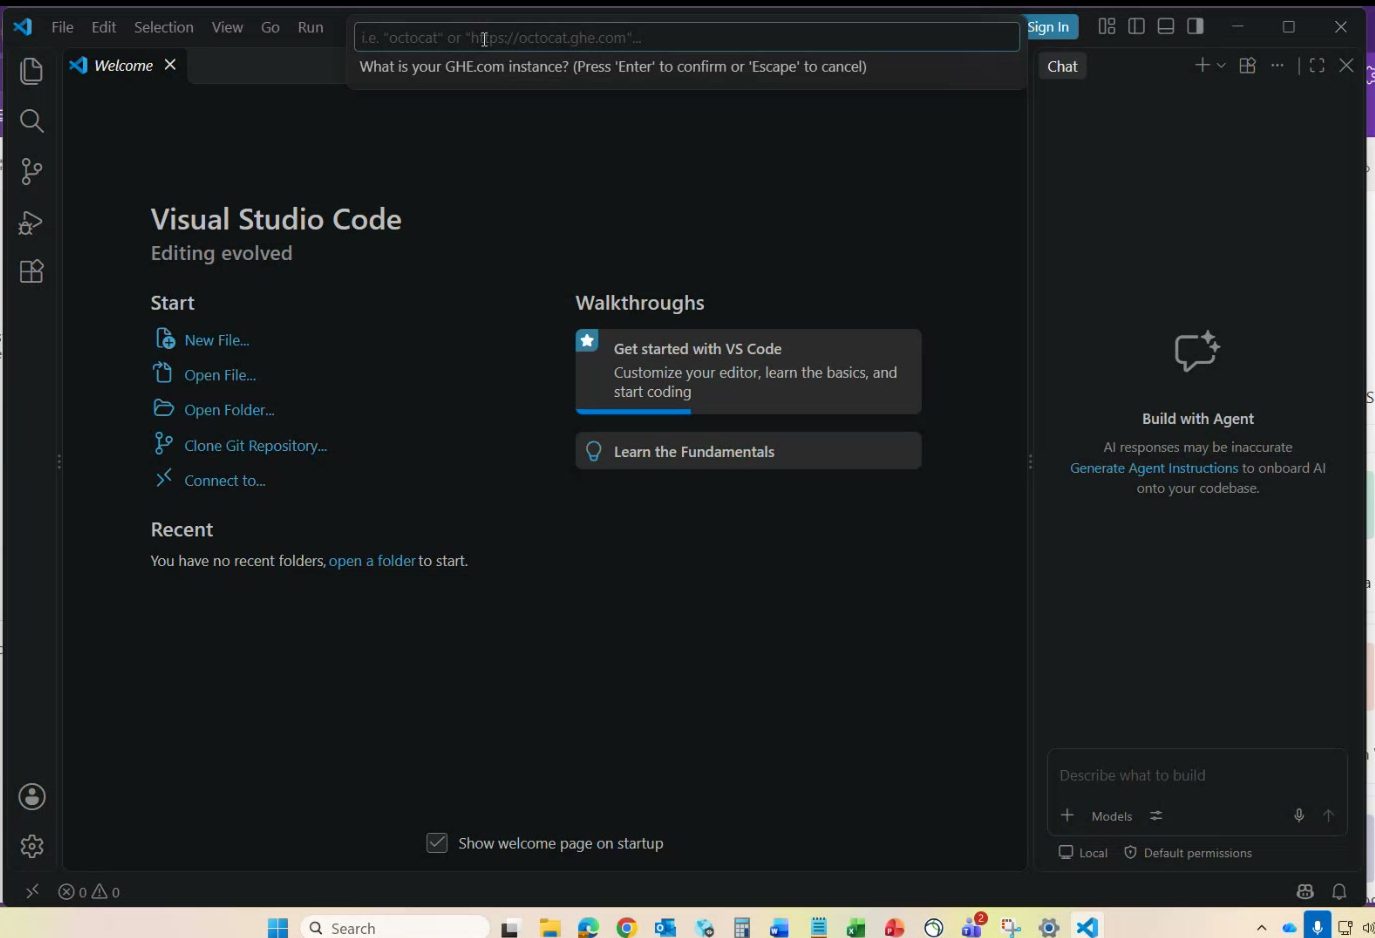 File Edit Selection View Go Run
i.e. "octocat" or "https://octocat.ghe.com"...
What is your GHE.com instance? (Press 'Enter' to confirm or 'Escape' to cancel)
Sign In
Welcome
Chat
Visual Studio Code
Editing evolved
Start
New File...
Open File...
Open Folder...
Clone Git Repository...
Connect to...
Recent
You have no recent folders, open a folder to start.
Walkthroughs
Get started with VS Code
Customize your editor, learn the basics, and
start coding
Learn the Fundamentals
Show welcome page on startup
Build with Agent
AI responses may be inaccurate
Generate Agent Instructions to onboard AI
onto your codebase.
Describe what to build
Models
Local Default permissions
0 0
Search
2